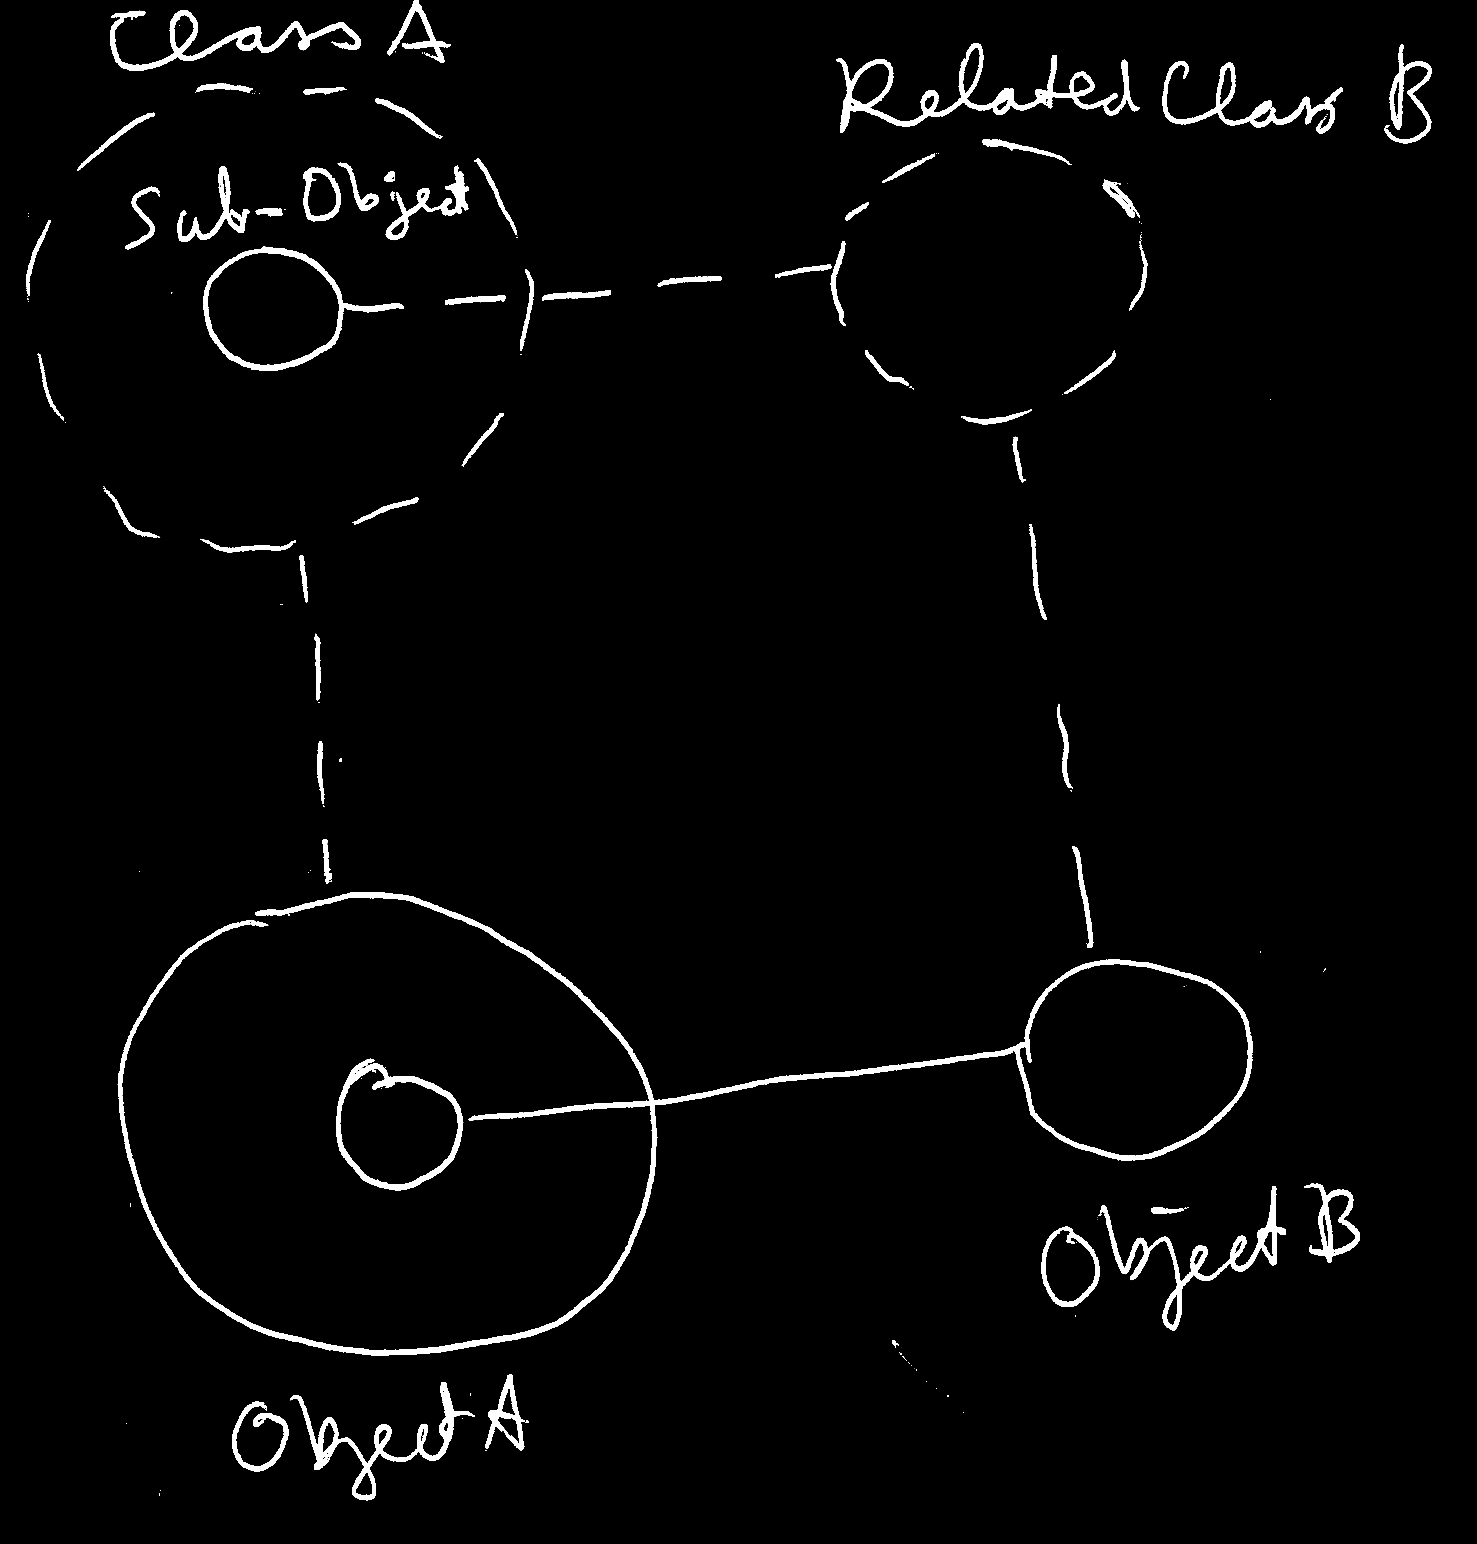 Class A
Related Class B
Sub-Object
Object B
Object A